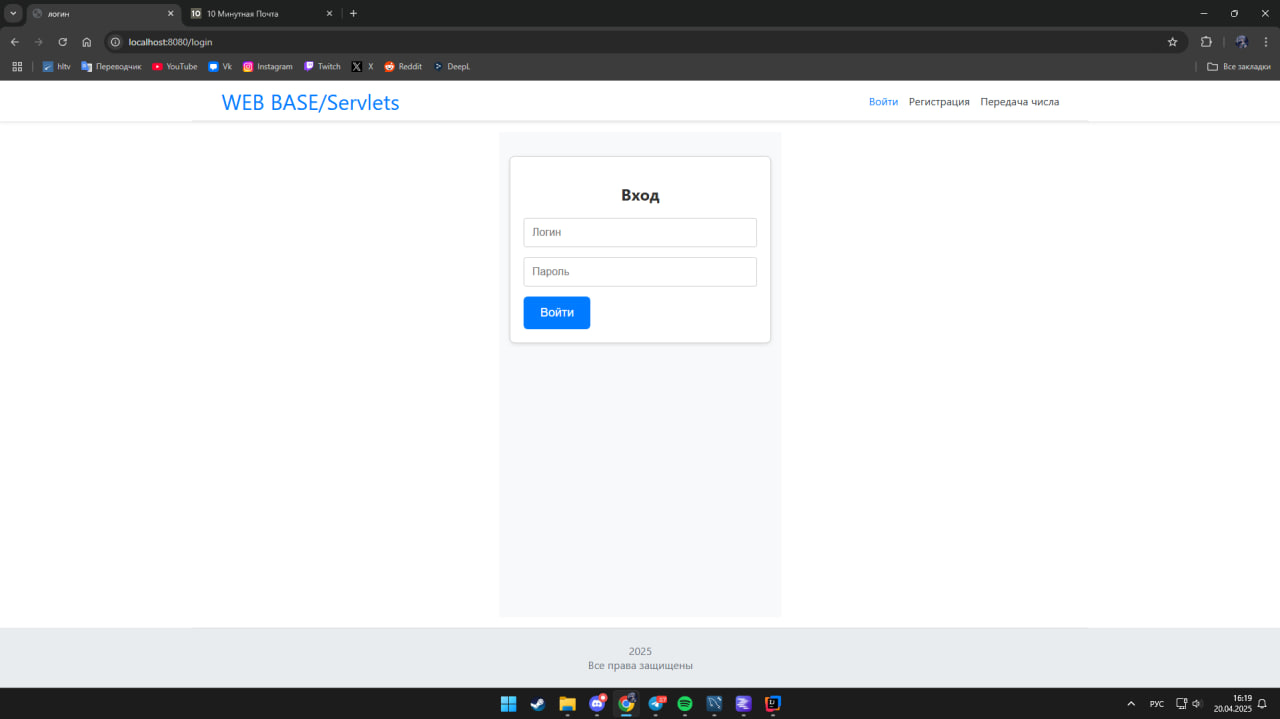 логин
10 10 Минутная Почта
localhost:8080/login
hltv Переводчик YouTube Vk Instagram Twitch X Reddit DeepL Все закладки
WEB BASE/Servlets
Войти Регистрация Передача числа
Вход
Логин
Пароль
Войти
2025
Все права защищены
27
РУС
16:19
20.04.2025